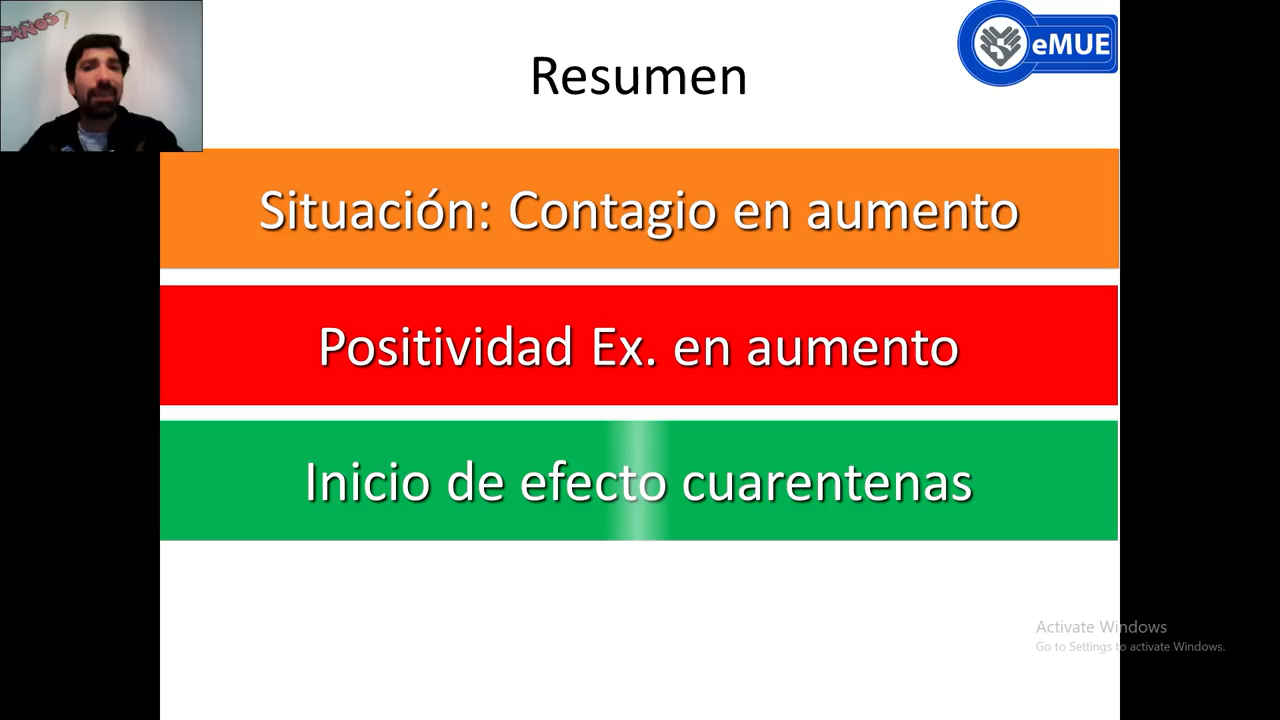 CAÑOS?
eMUE
Resumen
Situación: Contagio en aumento
Positividad Ex. en aumento
Inicio de efecto cuarentenas
Activate Windows
Go to Settings to activate Windows.